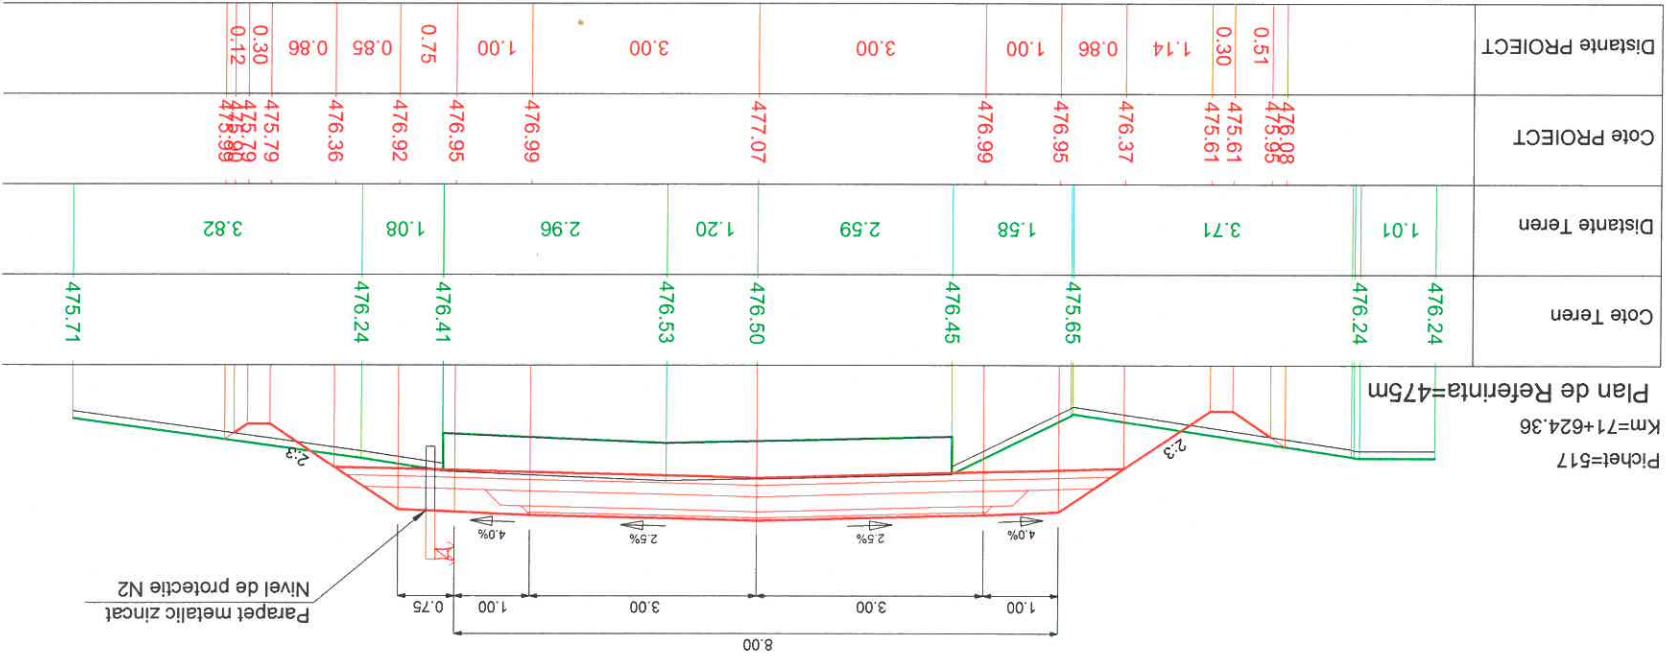 8.00
1.00 3.00 3.00 1.00 0.75
Parapet metalic zincat
Nivel de protectie N2
4.0% 2.5% 2.5% 4.0%
Pichet=517
Km=71+624.36
2:3 2:3
Plan de Referinta=475m
Cote Teren 476.24 476.24 475.65 476.45 476.50 476.53 476.41 476.24 475.71
Distante Teren 1.01 3.71 1.58 2.59 1.20 2.96 1.08 3.82
Cote PROIECT 476.08 475.95 475.61 475.61 476.37 476.95 476.99 477.07 476.99 476.95 476.92 476.36 475.79 475.79 475.99
Distante PROIECT 0.51 0.30 1.14 0.86 1.00 3.00 3.00 1.00 0.75 0.85 0.86 0.30 0.12